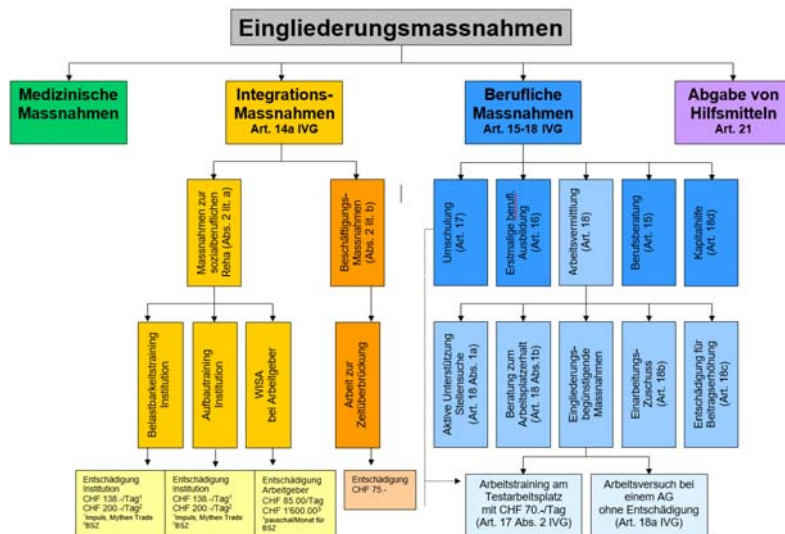 Eingliederungsmassnahmen
Medizinische
Massnahmen
Integrations-
Massnahmen
Art. 14a IVG
Berufliche
Massnahmen
Art. 15-18 IVG
Abgabe von
Hilfsmitteln
Art. 21
Massnahmen zur
sozialberuflichen
Reha (Abs. 2 lit. a)
Beschäftigungs-
Massnahmen
(Abs. 2 lit. b)
Umschulung
(Art. 17)
Erstmalige berufl.
Ausbildung
(Art. 16)
Arbeitsvermittlung
(Art. 18)
Berufsberatung
(Art. 15)
Kapitalhilfe
(Art. 18d)
Belastbarkeitstraining
Institution
Aufbautraining
Institution
WISA
bei Arbeitgeber
Arbeit zur
Zeitüberbrückung
Aktive Unterstützung
Stellensuche
(Art. 18 Abs. 1a)
Beratung zum
Arbeitsplatzerhalt
(Art. 18 Abs.1b)
Eingliederungs-
begünstigende
Massnahmen
Einarbeitungs-
Zuschuss
(Art. 18b)
Entschädigung für
Beitragserhöhung
(Art. 18c)
Entschädigung
Institution
CHF 138.-/Tag¹
CHF 200.-/Tag²
¹Impuls, Mythen Trade
²BSZ
Entschädigung
Institution
CHF 138.-/Tag¹
CHF 200.-/Tag²
¹Impuls, Mythen Trade
²BSZ
Entschädigung
Arbeitgeber
CHF 85.00/Tag
CHF 1'600.00³
³pauschal/Monat für
BSZ
Entschädigung
CHF 75.-
Arbeitstraining am
Testarbeitsplatz
mit CHF 70.-/Tag
(Art. 17 Abs. 2 IVG)
Arbeitsversuch bei
einem AG
ohne Entschädigung
(Art. 18a IVG)